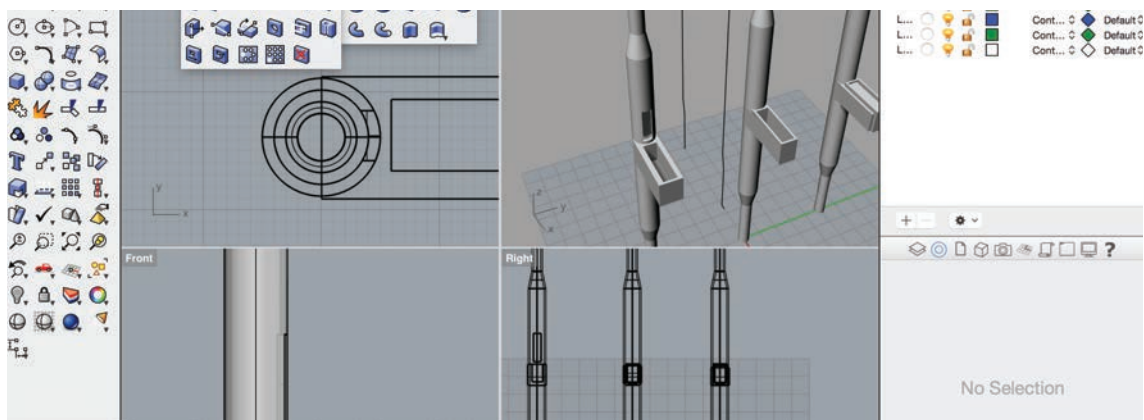 L... Cont... Default
L... Cont... Default
L... Cont... Default
y
x
z
y
x
Front
Right
No Selection